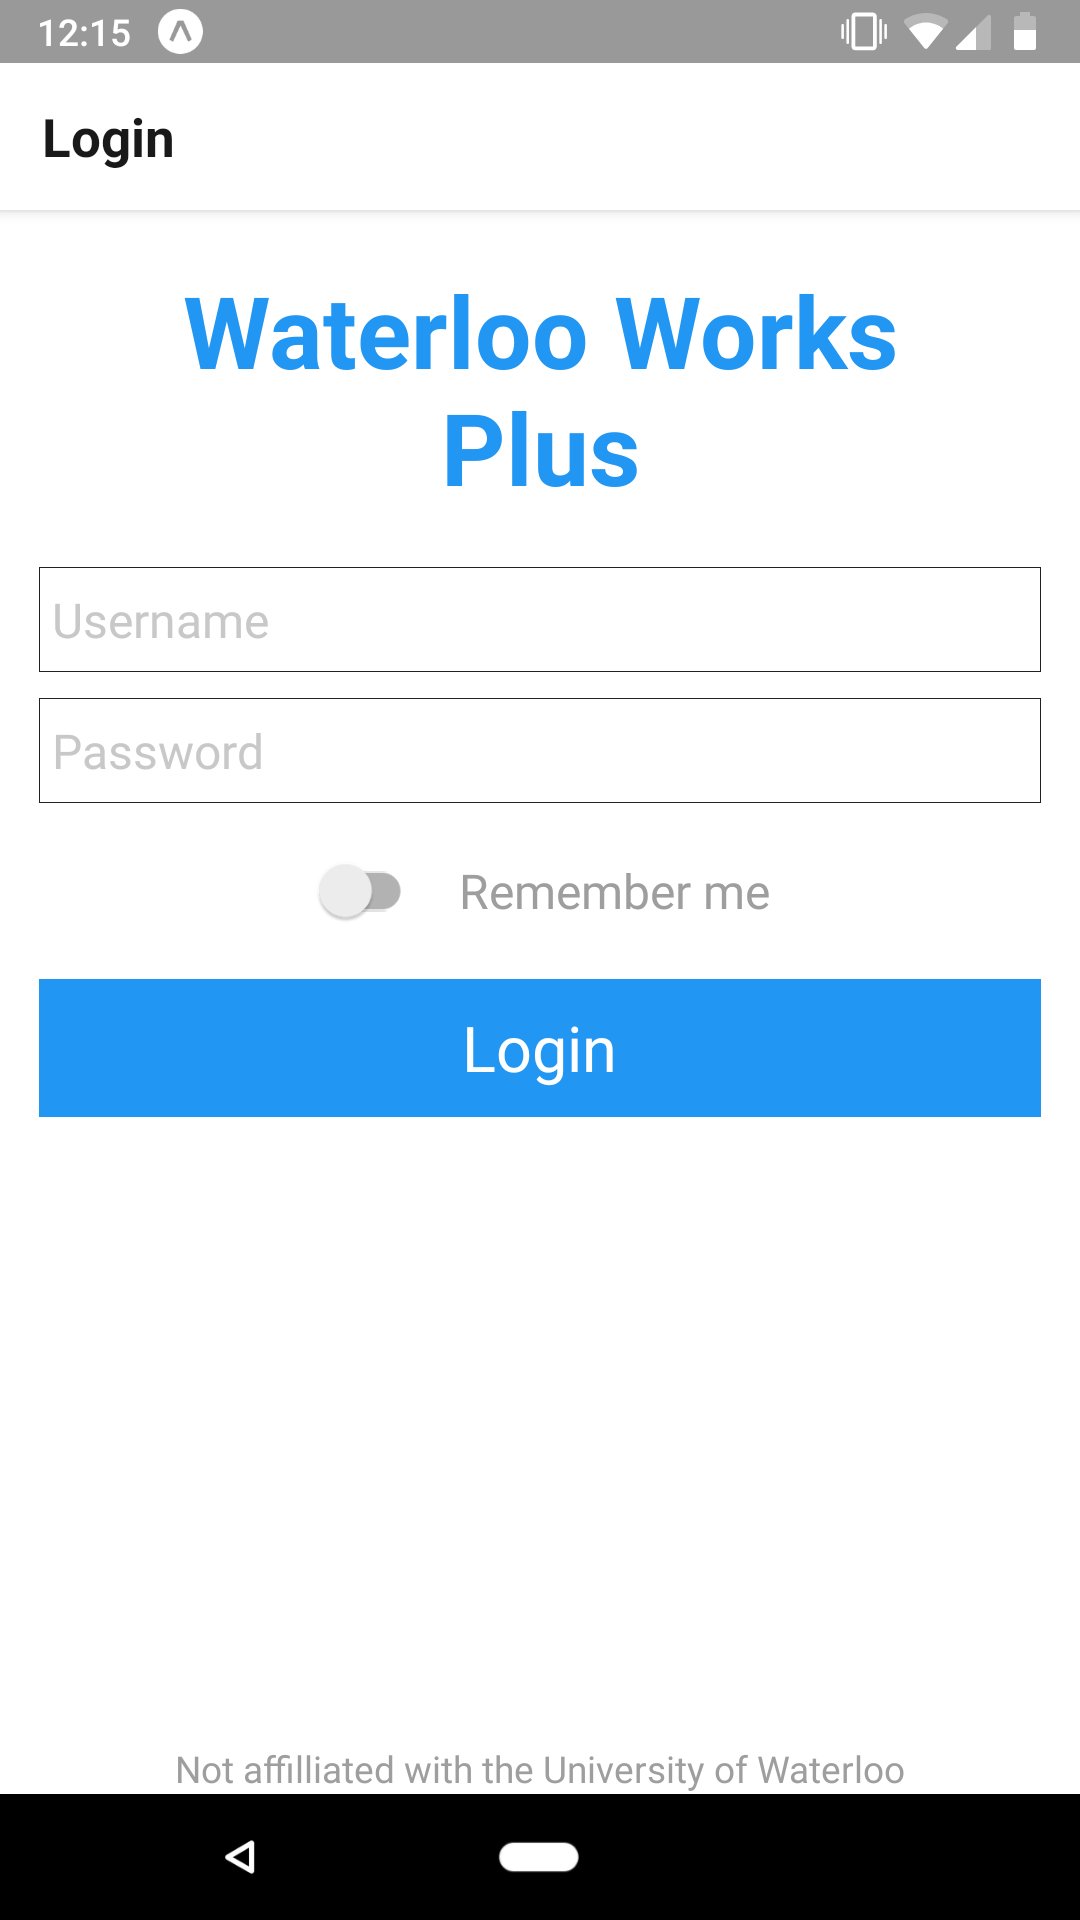 12:15
Login
Waterloo Works
Plus
Username
Password
Remember me
Login
Not affilliated with the University of Waterloo